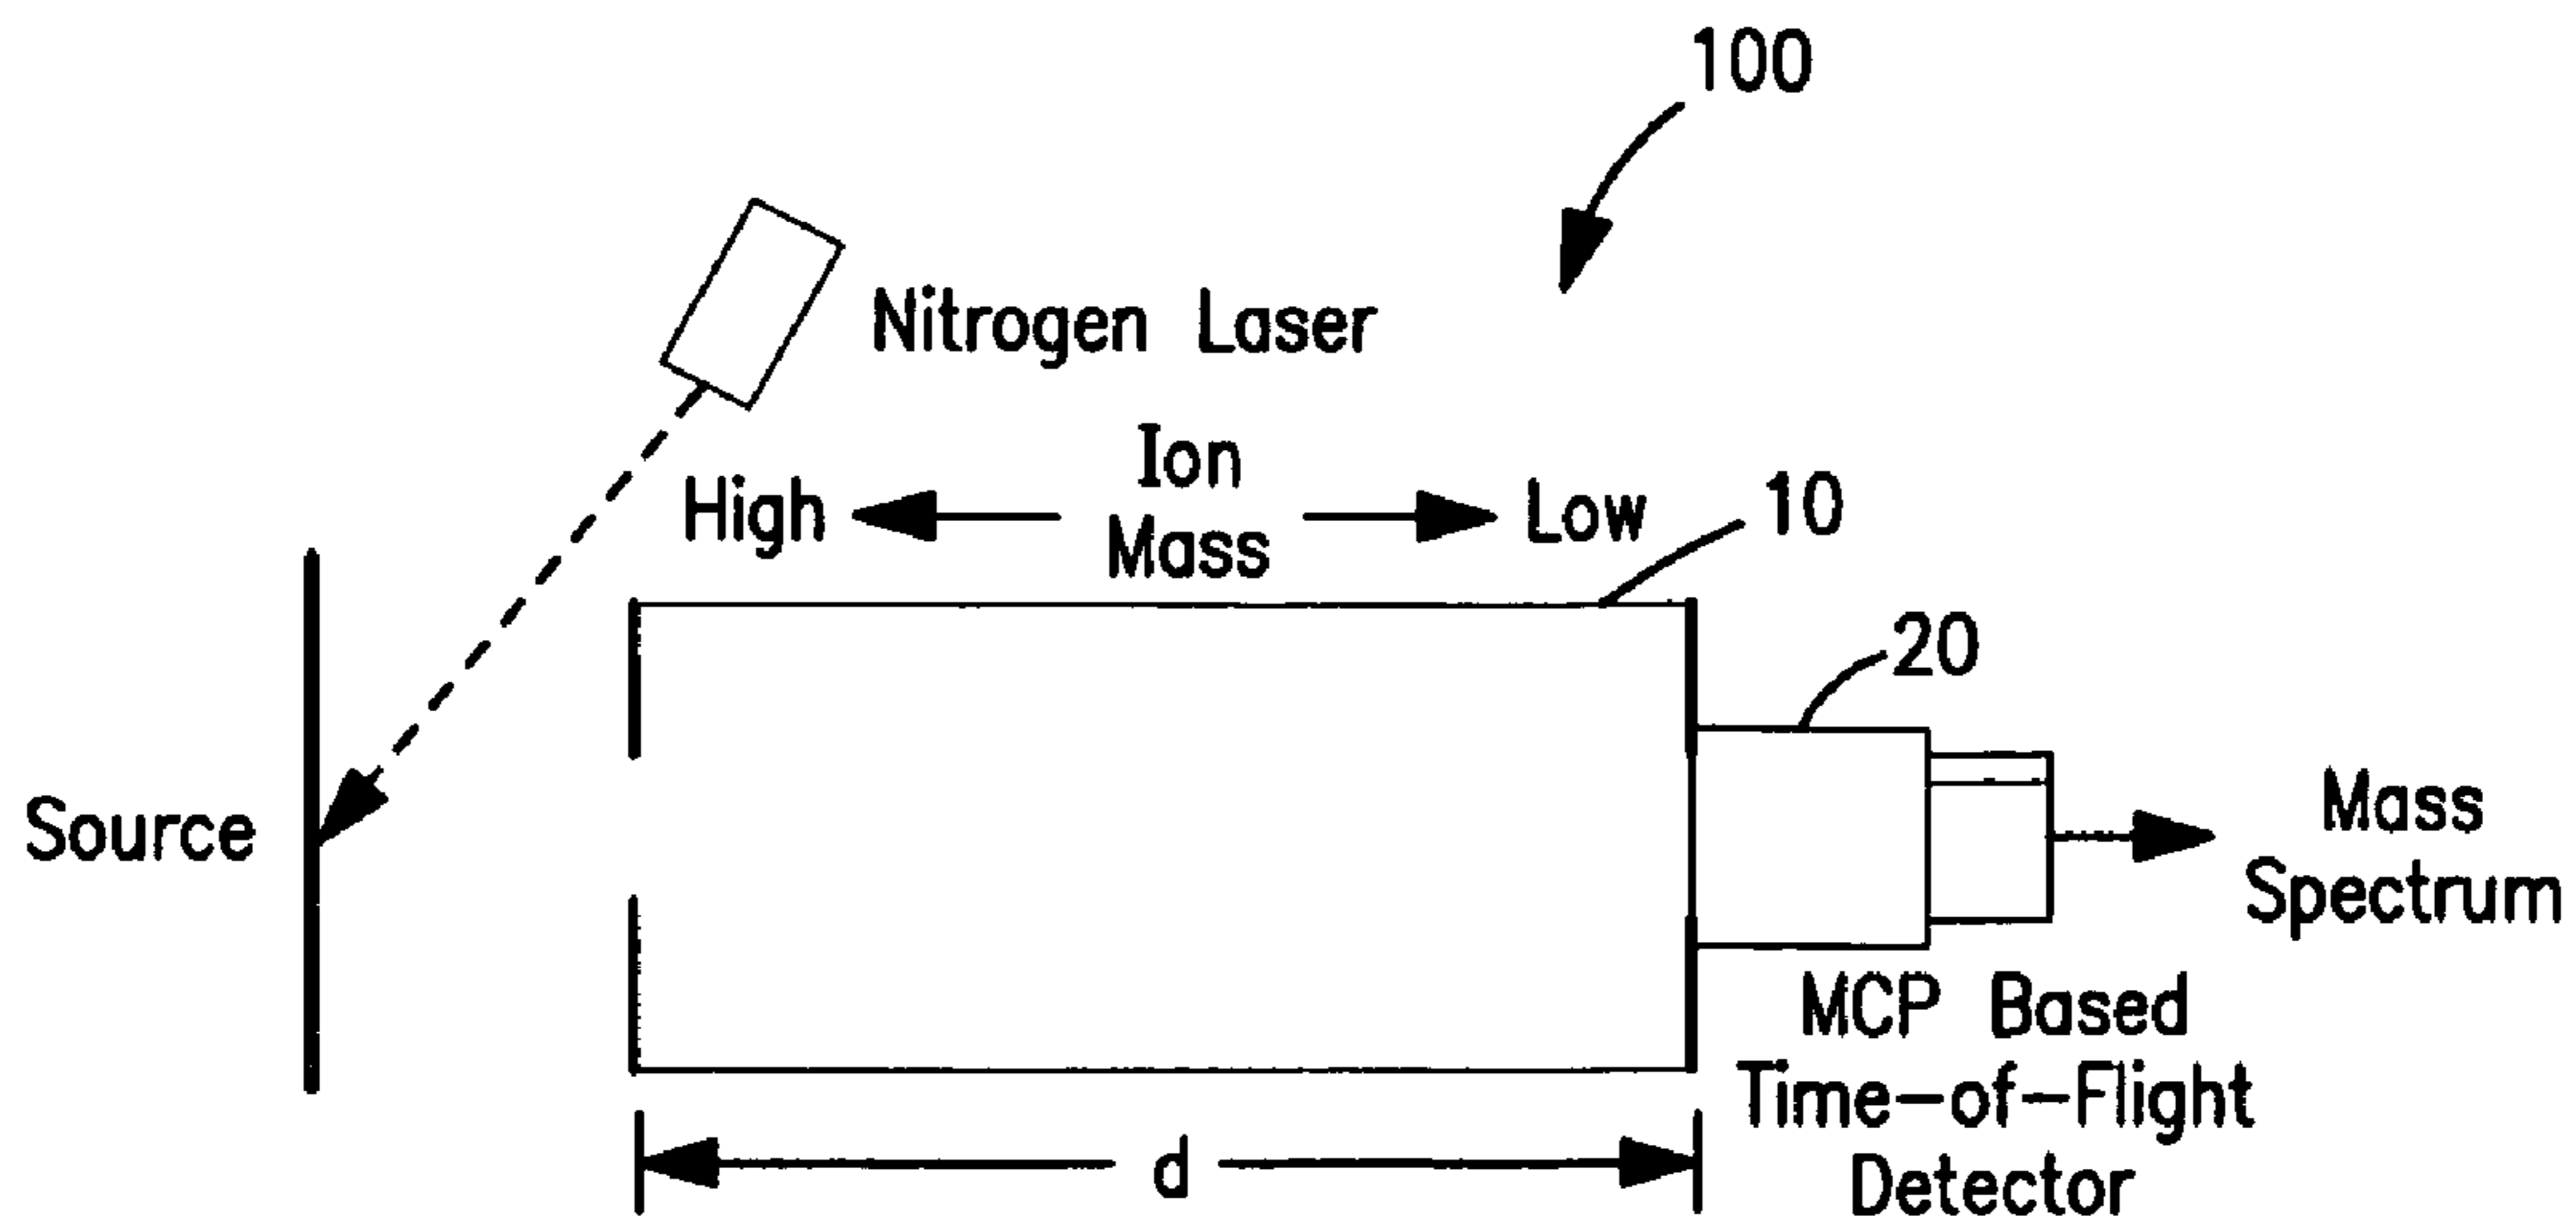 100
Nitrogen Laser
Ion
High
Low
Mass
10
20
Source
Mass
Spectrum
MCP Based
Time-of-Flight
Detector
d